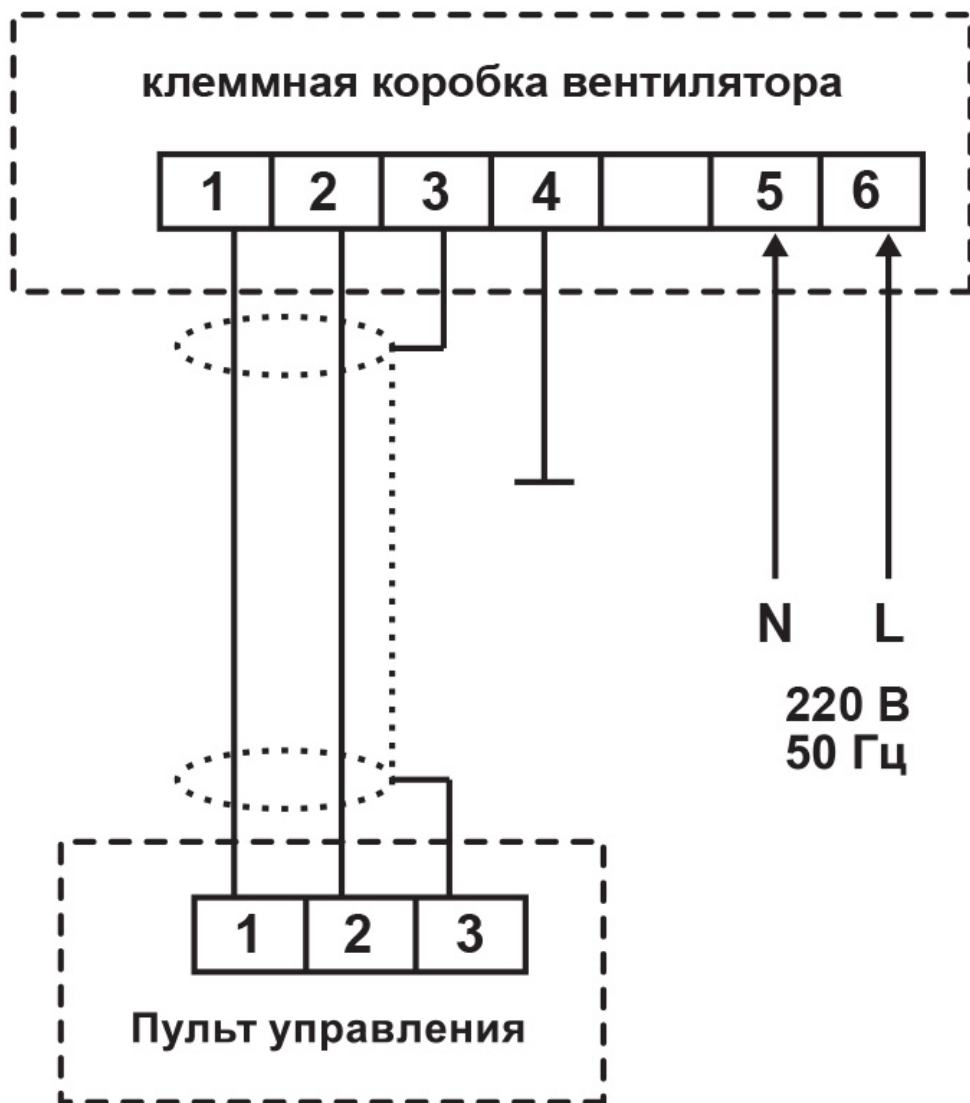 клеммная коробка вентилятора
1 2 3 4 5 6
N L
220 В
50 Гц
1 2 3
Пульт управления